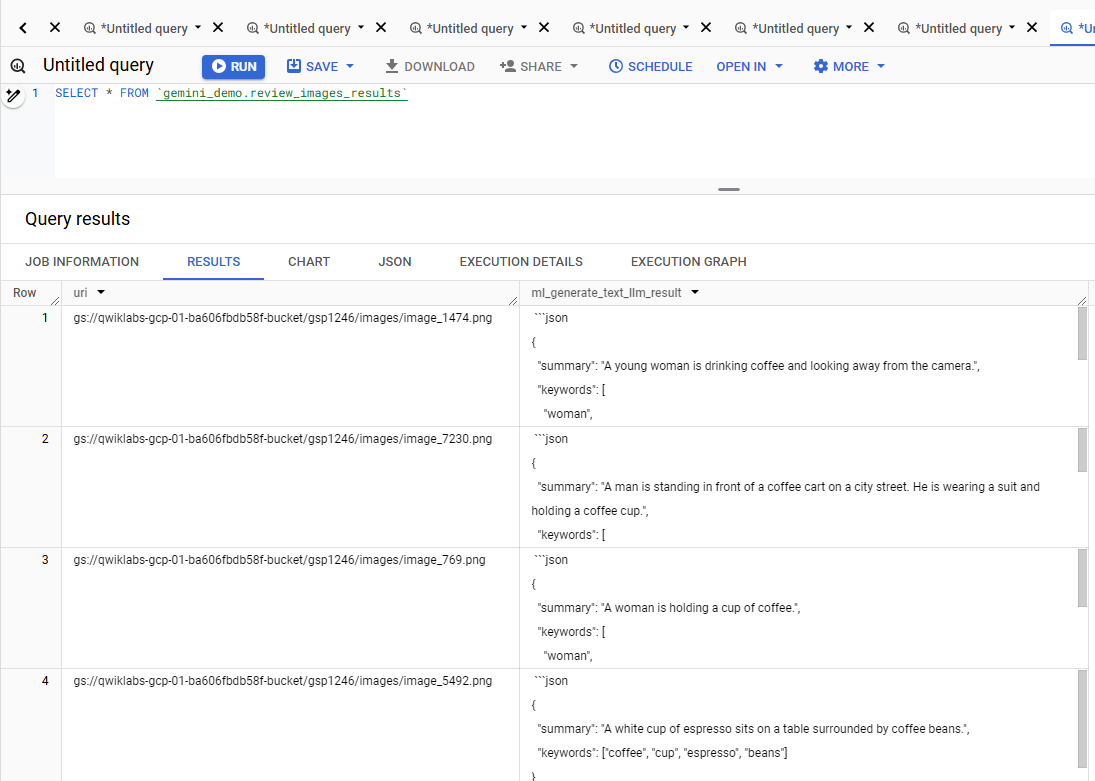 *Untitled query *Untitled query *Untitled query *Untitled query *Untitled query *Untitled query
Untitled query RUN SAVE DOWNLOAD SHARE SCHEDULE OPEN IN MORE
1 SELECT * FROM `gemini_demo.review_images_results`
Query results
JOB INFORMATION RESULTS CHART JSON EXECUTION DETAILS EXECUTION GRAPH
Row uri ml_generate_text_llm_result
1 gs://qwiklabs-gcp-01-ba606fbdb58f-bucket/gsp1246/images/image_1474.png ```json
{
"summary": "A young woman is drinking coffee and looking away from the camera.",
"keywords": [
"woman",
2 gs://qwiklabs-gcp-01-ba606fbdb58f-bucket/gsp1246/images/image_7230.png ```json
{
"summary": "A man is standing in front of a coffee cart on a city street. He is wearing a suit and
holding a coffee cup.",
"keywords": [
3 gs://qwiklabs-gcp-01-ba606fbdb58f-bucket/gsp1246/images/image_769.png ```json
{
"summary": "A woman is holding a cup of coffee.",
"keywords": [
"woman",
4 gs://qwiklabs-gcp-01-ba606fbdb58f-bucket/gsp1246/images/image_5492.png ```json
{
"summary": "A white cup of espresso sits on a table surrounded by coffee beans.",
"keywords": ["coffee", "cup", "espresso", "beans"]
}